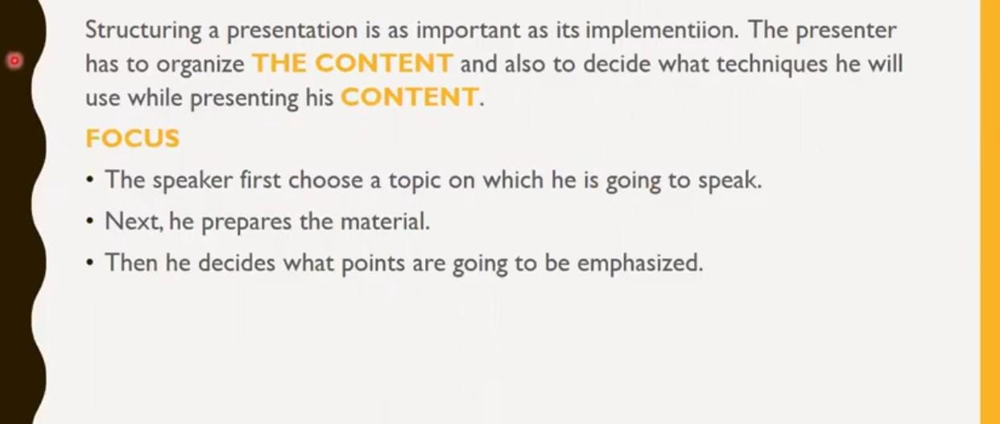 Structuring a presentation is as important as its implementiion. The presenter
has to organize THE CONTENT and also to decide what techniques he will
use while presenting his CONTENT.
FOCUS
• The speaker first choose a topic on which he is going to speak.
• Next, he prepares the material.
• Then he decides what points are going to be emphasized.